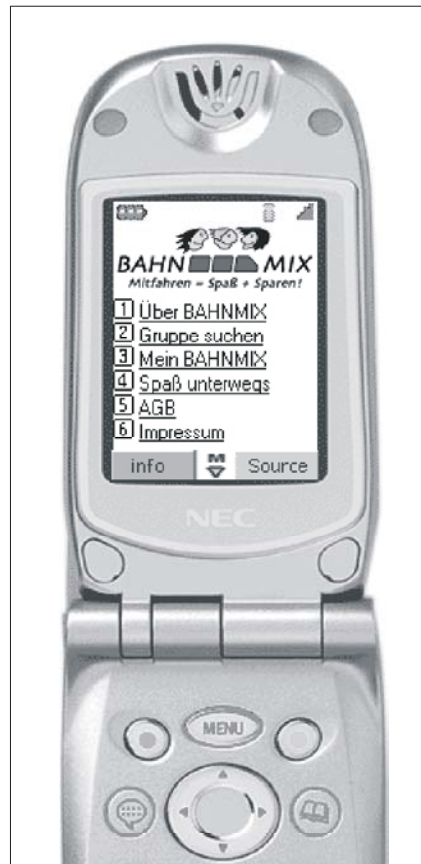 BAHN MIX
Mitfahren = Spaß + Sparen!
1 Über BAHNMIX
2 Gruppe suchen
3 Mein BAHNMIX
4 Spaß unterwegs
5 AGB
6 Impressum
info M Source
NEC
MENU